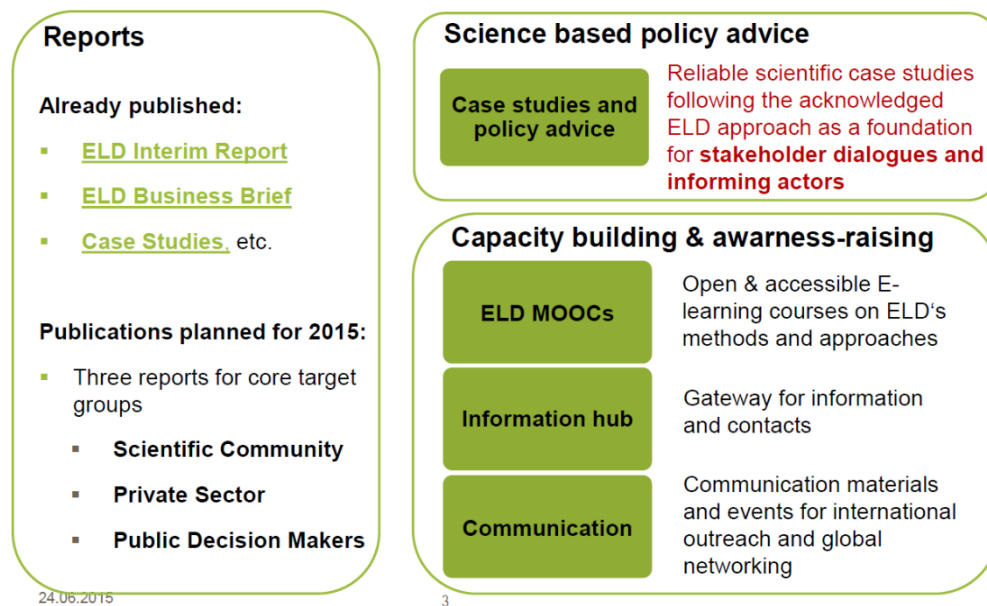 Reports
Already published:
▪ ELD Interim Report
▪ ELD Business Brief
▪ Case Studies, etc.
Publications planned for 2015:
▪ Three reports for core target
groups
▪ Scientific Community
▪ Private Sector
▪ Public Decision Makers
Science based policy advice
Case studies and
policy advice
Reliable scientific case studies
following the acknowledged
ELD approach as a foundation
for stakeholder dialogues and
informing actors
Capacity building & awarness-raising
ELD MOOCs
Open & accessible E-
learning courses on ELD‘s
methods and approaches
Information hub
Gateway for information
and contacts
Communication
Communication materials
and events for international
outreach and global
networking
24.06.2015
3